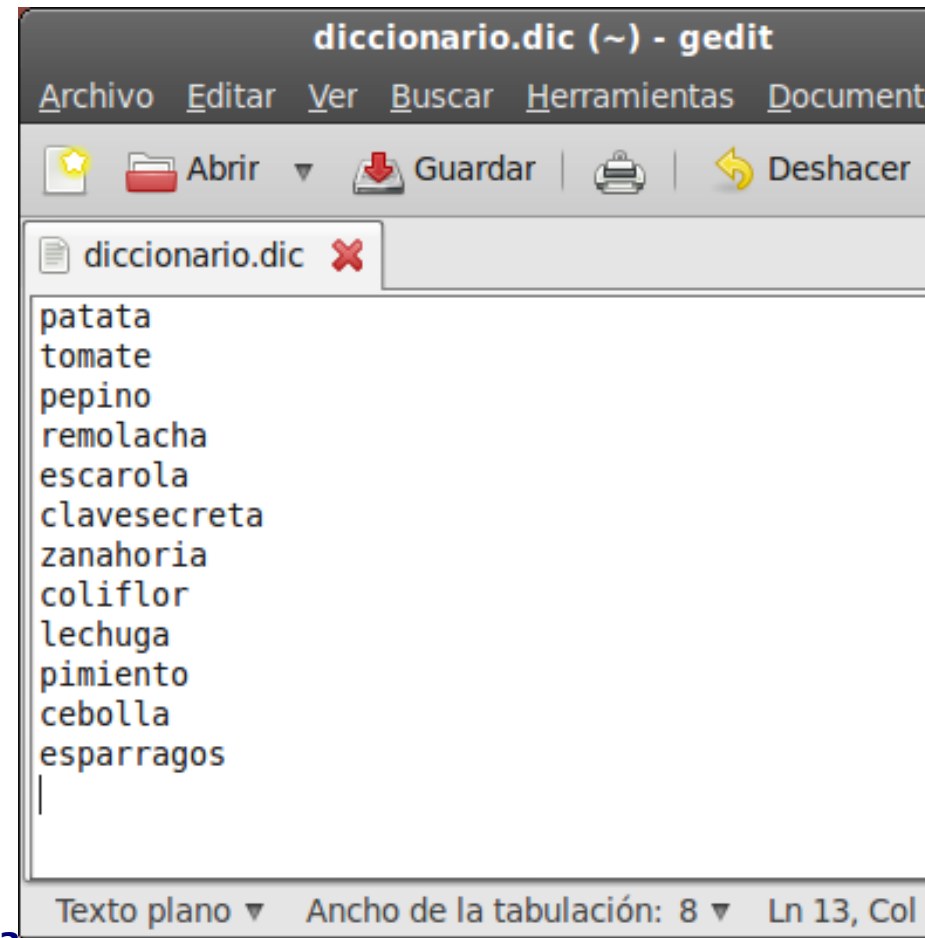 diccionario.dic (~) - gedit
Archivo Editar Ver Buscar Herramientas Document
Abrir Guardar Deshacer
diccionario.dic
patata
tomate
pepino
remolacha
escarola
clavesecreta
zanahoria
coliflor
lechuga
pimiento
cebolla
esparragos
Texto plano Ancho de la tabulación: 8 Ln 13, Col